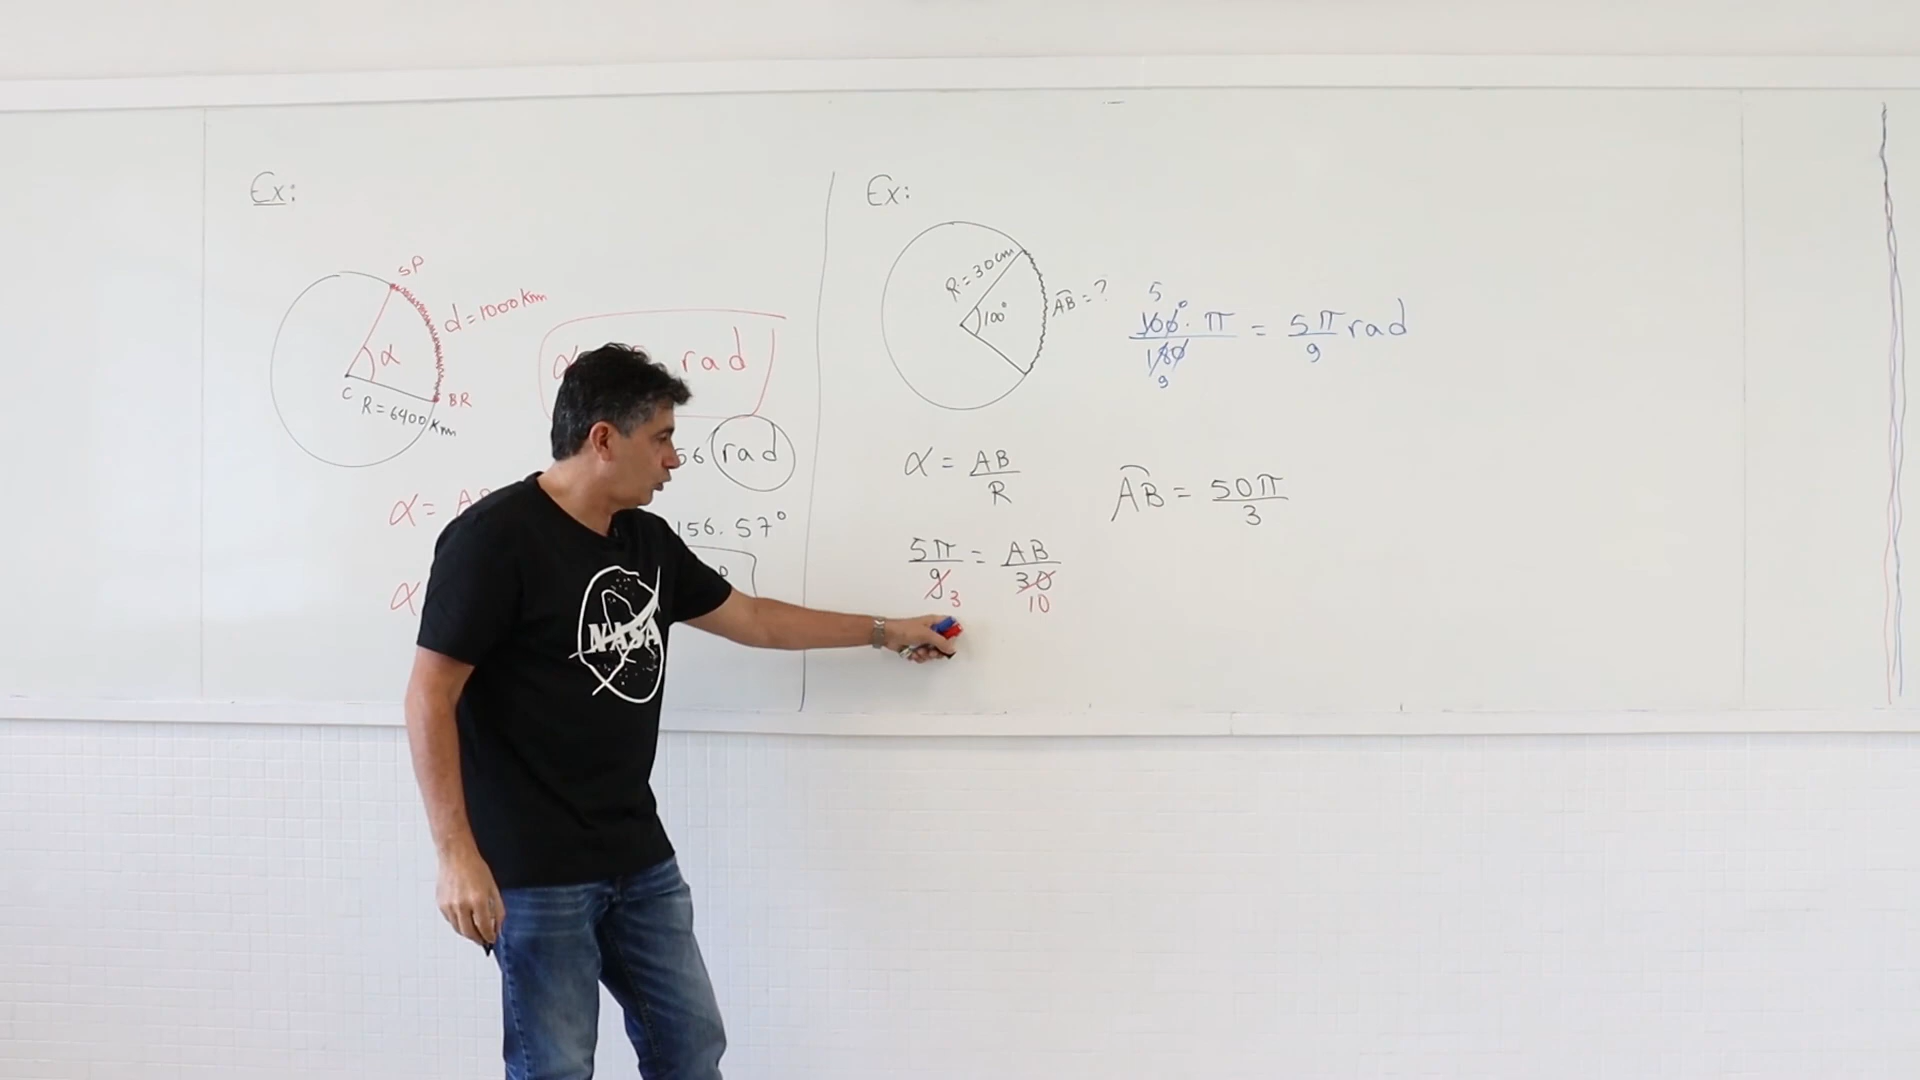 Ex:
SP
d = 1000 Km
α
C
BR
R = 6400 Km
rad
56 rad
α =
156.57°
α
Ex:
R = 30 cm
100°
AB = ?
5
100°. π / 180 = 5π / 9 rad
9
α = AB / R
AB = 50π / 3
5π / 9 = AB / 30
3 10
NASA